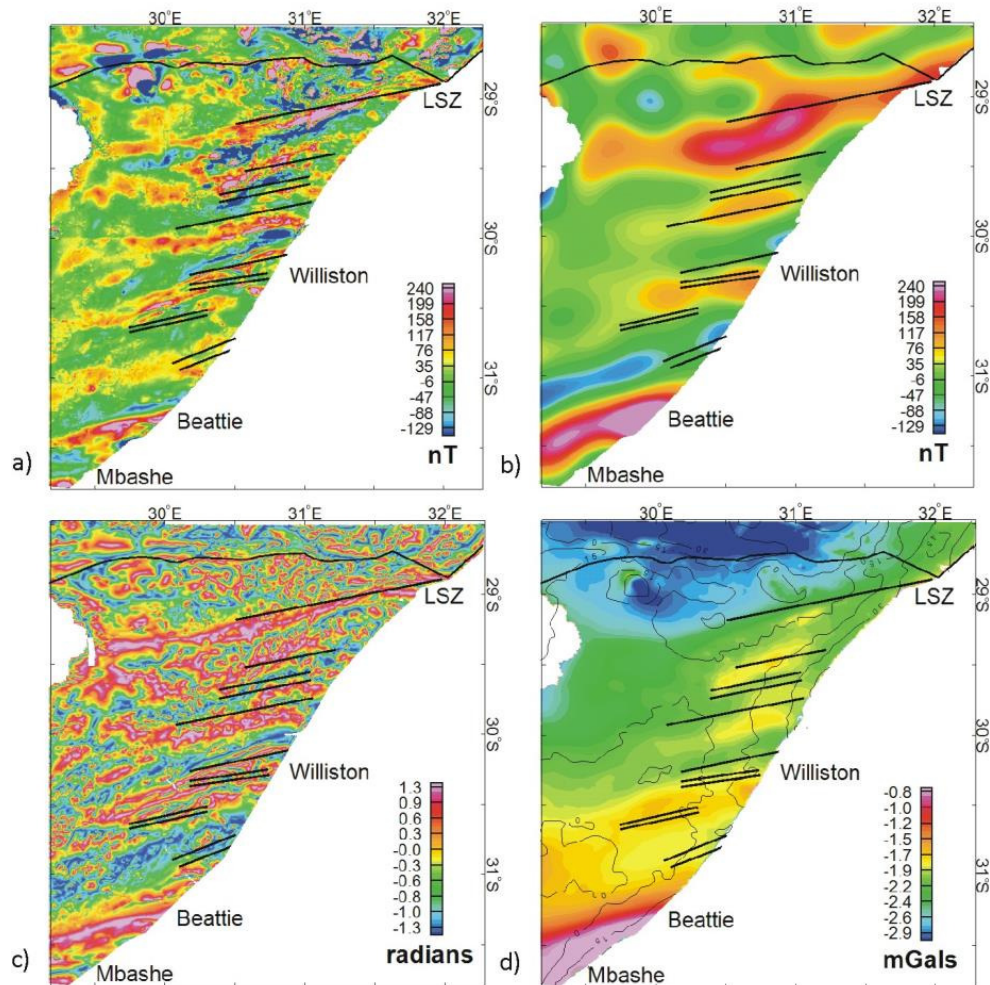 30°E 31°E 32°E
30°E 31°E 32°E
a)
b)
29°S
30°S
31°S
29°S
30°S
31°S
LSZ
Williston
Beattie
Mbashe
240
199
158
117
76
35
-6
-47
-88
-129
nT
LSZ
Williston
Beattie
Mbashe
240
199
158
117
76
35
-6
-47
-88
-129
nT
30°E 31°E 32°E
30°E 31°E 32°E
c)
d)
29°S
30°S
31°S
29°S
30°S
31°S
LSZ
Williston
Beattie
Mbashe
1.3
0.9
0.6
0.3
-0.0
-0.3
-0.6
-0.8
-1.0
-1.3
radians
LSZ
Williston
Beattie
Mbashe
-0.8
-1.0
-1.2
-1.5
-1.7
-1.9
-2.2
-2.4
-2.6
-2.9
mGals